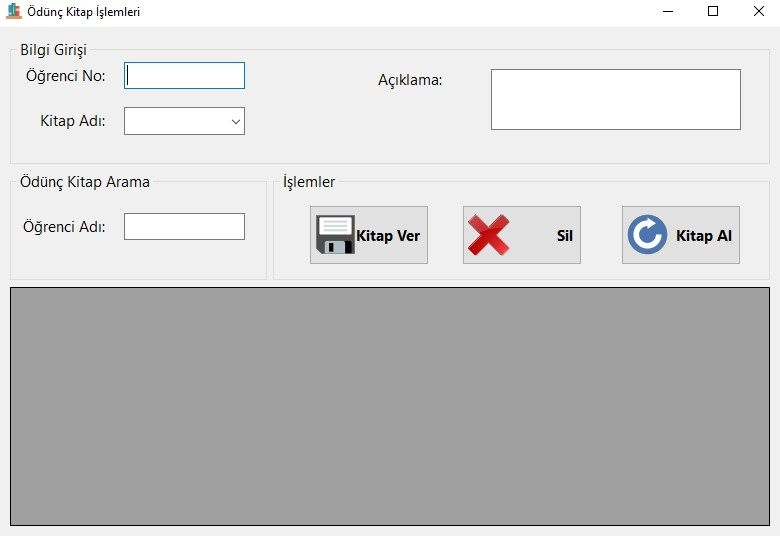 Ödünç Kitap İşlemleri
Bilgi Girişi
Öğrenci No:
Açıklama:
Kitap Adı:
Ödünç Kitap Arama
İşlemler
Öğrenci Adı:
Kitap Ver
Sil
Kitap Al